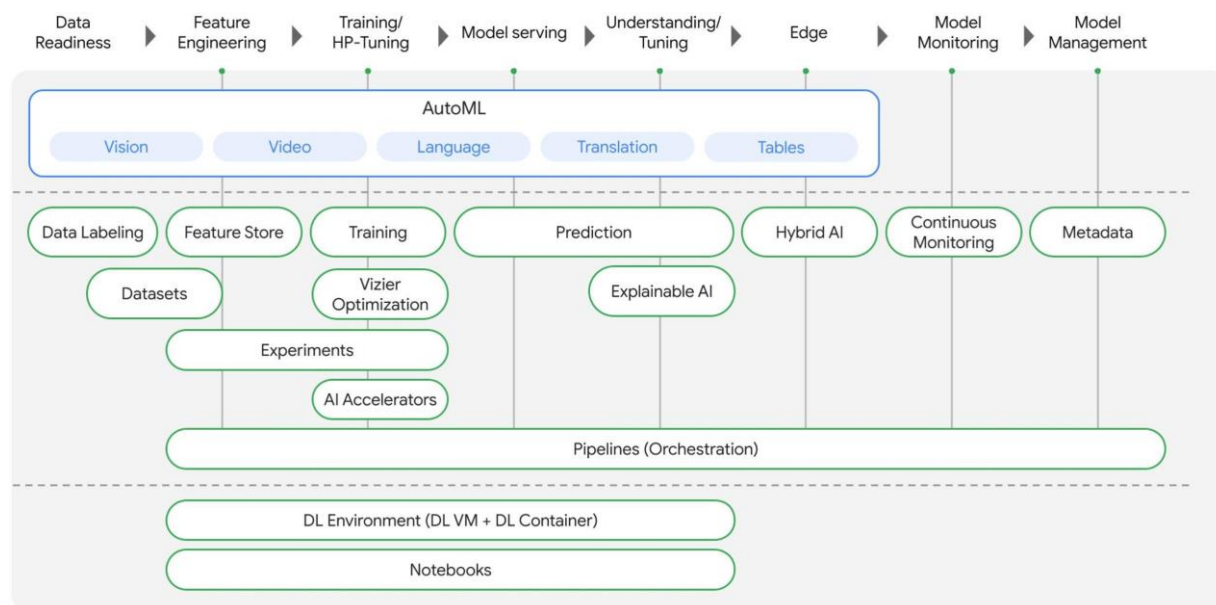 Data
Readiness
Feature
Engineering
Training/
HP-Tuning
Model serving
Understanding/
Tuning
Edge
Model
Monitoring
Model
Management
AutoML
Vision
Video
Language
Translation
Tables
Data Labeling
Feature Store
Training
Prediction
Hybrid AI
Continuous
Monitoring
Metadata
Datasets
Vizier
Optimization
Explainable AI
Experiments
AI Accelerators
Pipelines (Orchestration)
DL Environment (DL VM + DL Container)
Notebooks